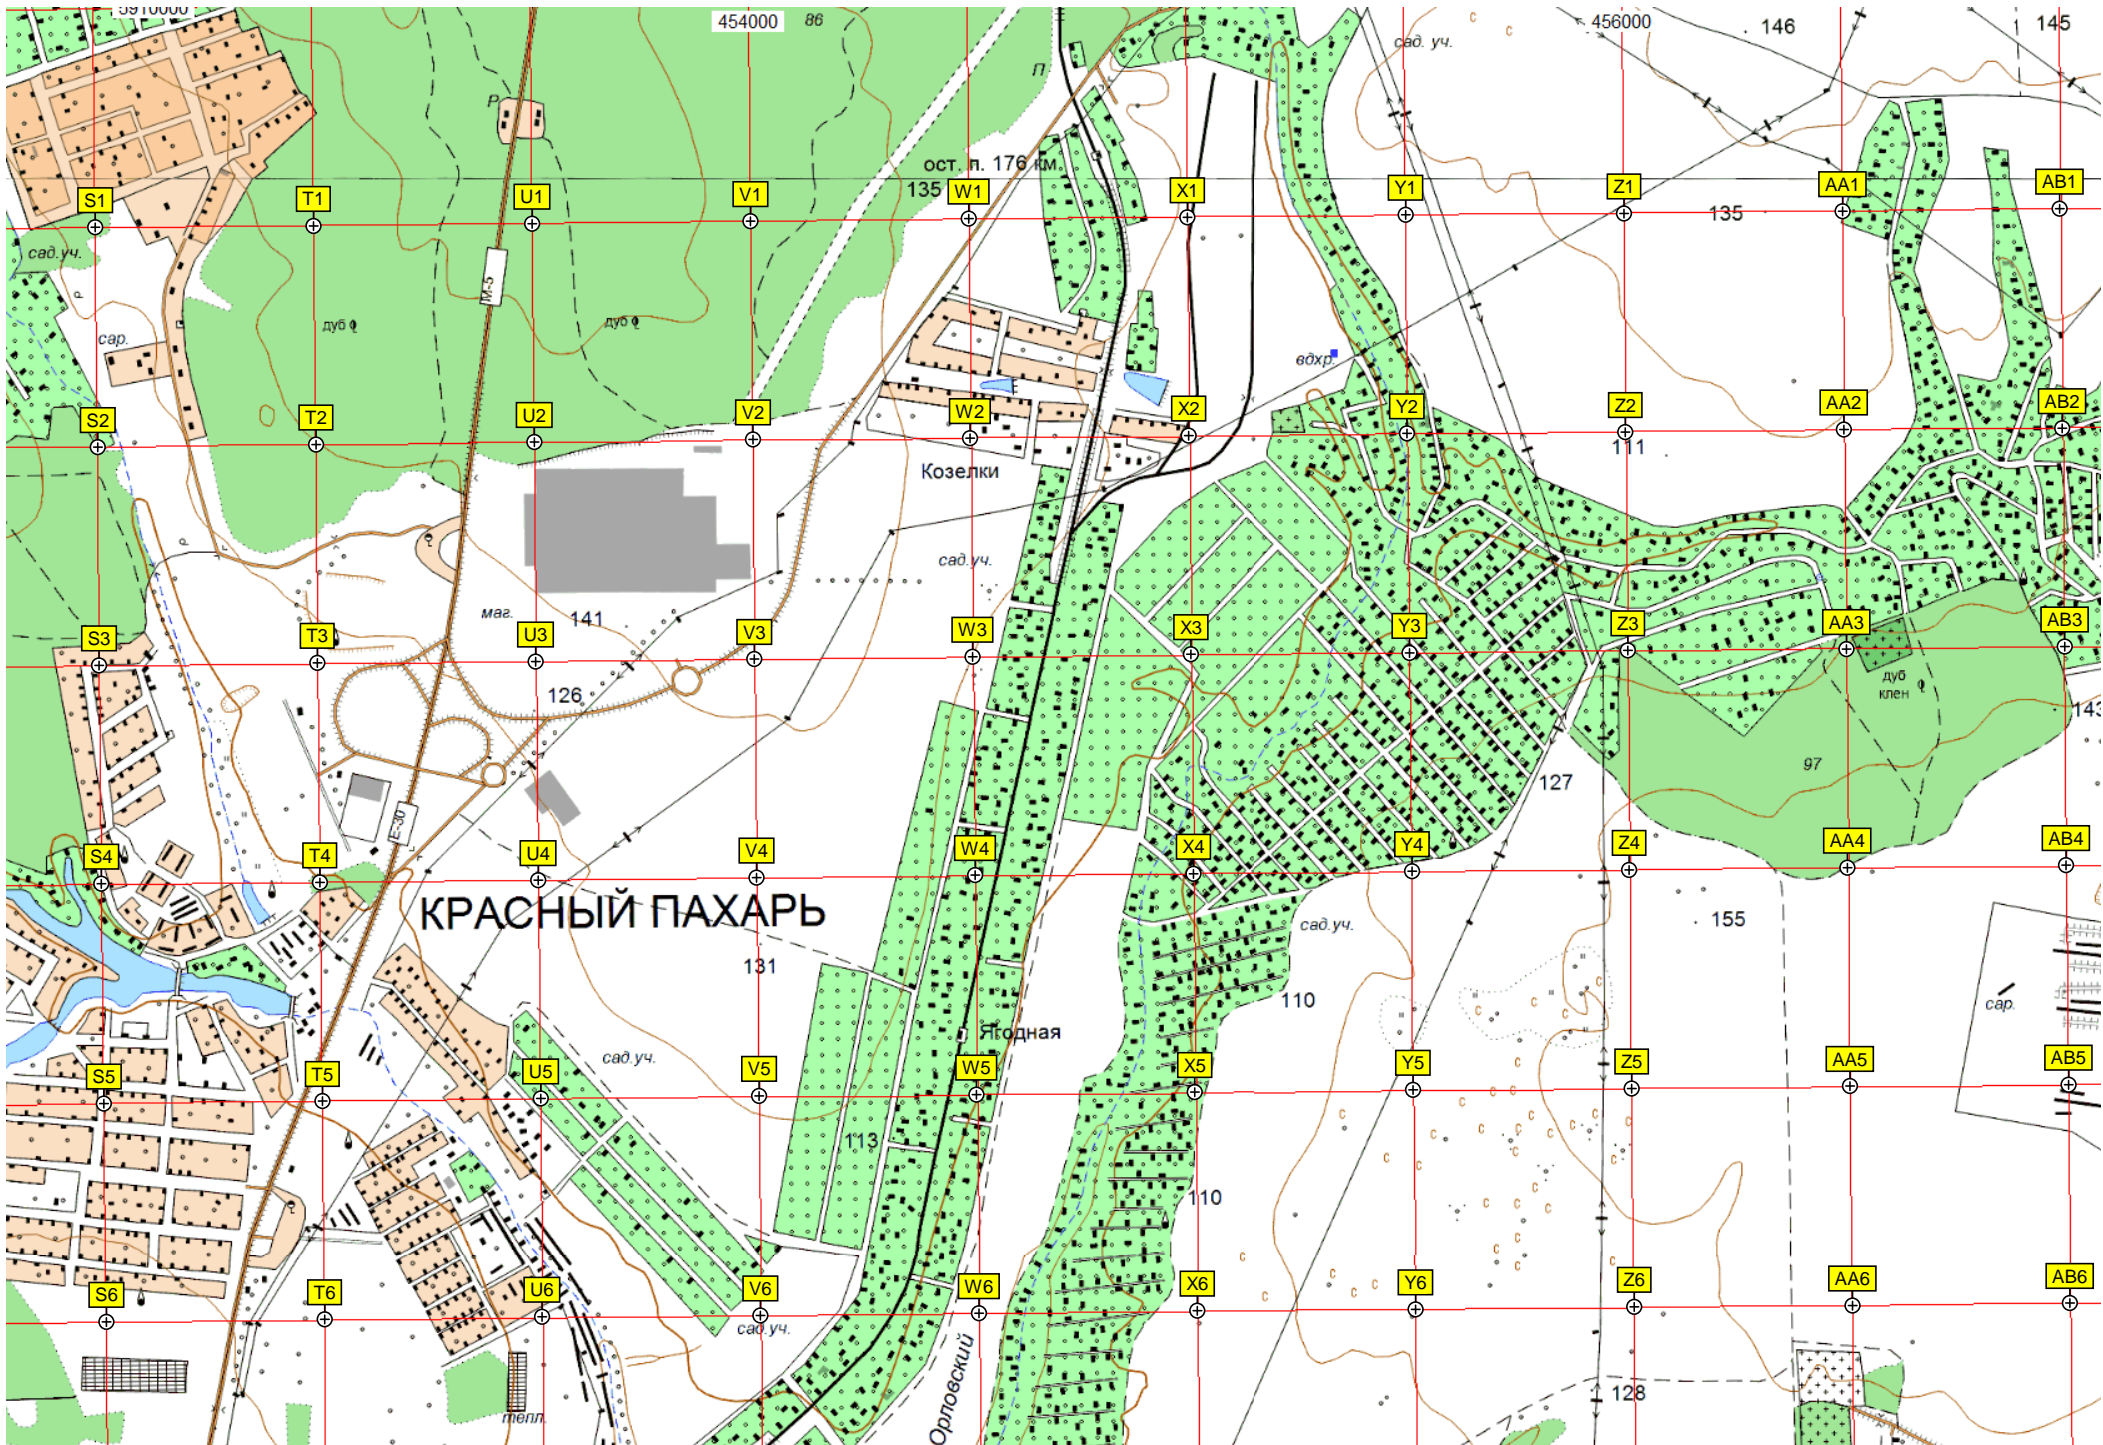 5910000
454000
86
сад. уч.
456000
146
145
П
Р
ост. п. 176 км.
135
S1
T1
U1
V1
W1
X1
Y1
Z1
AA1
AB1
135
сад.уч.
М-5
дуб
дуб
сар.
вдхр.
S2
T2
U2
V2
W2
X2
Y2
Z2
AA2
AB2
111
Козелки
сад.уч.
маг.
141
S3
T3
U3
V3
W3
X3
Y3
Z3
AA3
AB3
126
дуб
клен
143
97
127
Е-30
S4
T4
U4
V4
W4
X4
Y4
Z4
AA4
AB4
КРАСНЫЙ ПАХАРЬ
сад.уч.
155
131
110
сар.
Ягодная
сад.уч.
S5
T5
U5
V5
W5
X5
Y5
Z5
AA5
AB5
113
110
S6
T6
U6
V6
W6
X6
Y6
Z6
AA6
AB6
сад.уч.
Орловский
128
тепл.